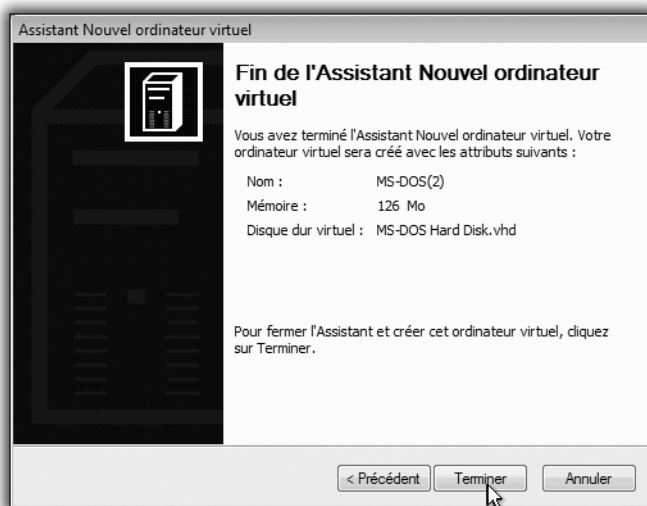 Assistant Nouvel ordinateur virtuel
Fin de l'Assistant Nouvel ordinateur
virtuel
Vous avez terminé l'Assistant Nouvel ordinateur virtuel. Votre
ordinateur virtuel sera créé avec les attributs suivants :
Nom : MS-DOS(2)
Mémoire : 126 Mo
Disque dur virtuel : MS-DOS Hard Disk.vhd
Pour fermer l'Assistant et créer cet ordinateur virtuel, cliquez
sur Terminer.
< Précédent Terminer Annuler